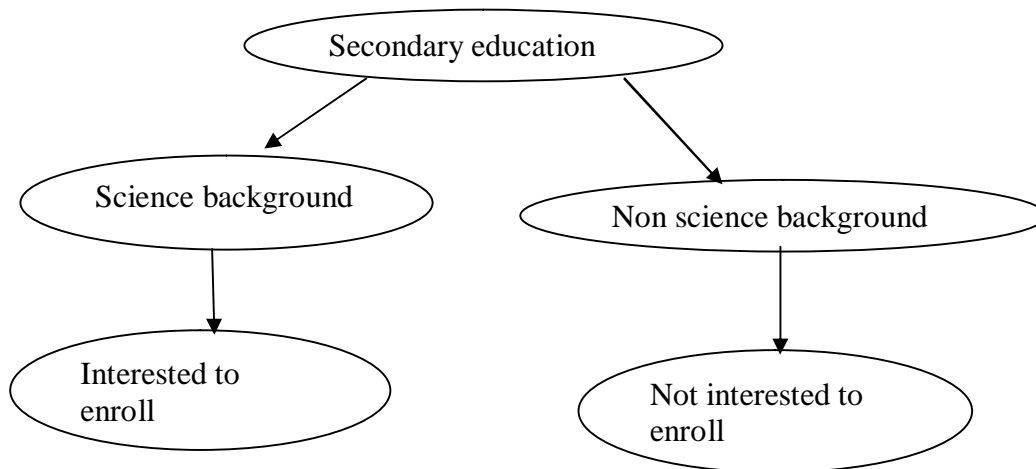 Secondary education
Science background
Non science background
Interested to
enroll
Not interested to
enroll